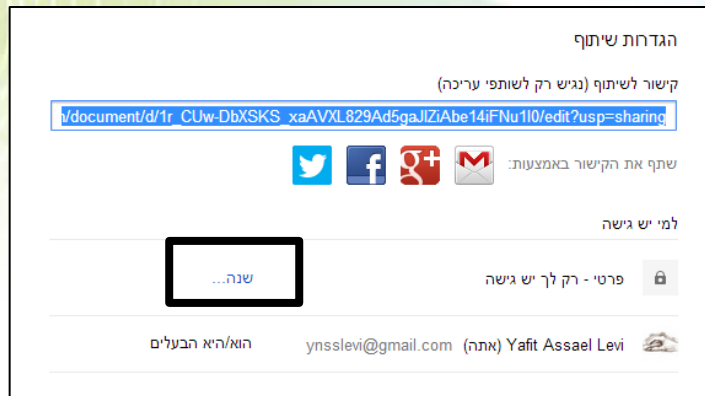 הגדרות שיתוף
קישור לשיתוף (נגיש רק לשותפי עריכה)
/document/d/1r_CUw-DbXSKS_xaAVXL829Ad5gaJlZiAbe14iFNu1l0/edit?usp=sharing
שתף את הקישור באמצעות:
למי יש גישה
פרטי - רק לך יש גישה שנה...
Yafit Assael Levi (אתה) ynsslevi@gmail.com הוא/היא הבעלים